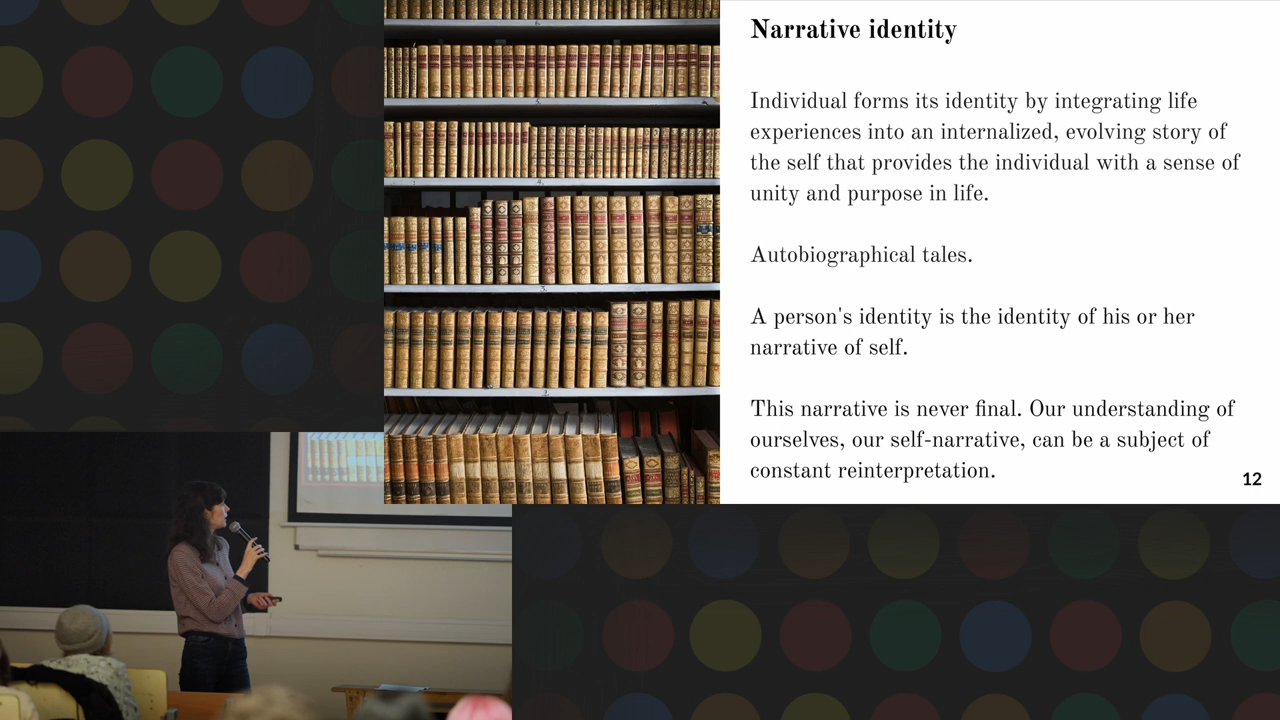 Narrative identity
Individual forms its identity by integrating life
experiences into an internalized, evolving story of
the self that provides the individual with a sense of
unity and purpose in life.
Autobiographical tales.
A person's identity is the identity of his or her
narrative of self.
This narrative is never final. Our understanding of
ourselves, our self-narrative, can be a subject of
constant reinterpretation.
12